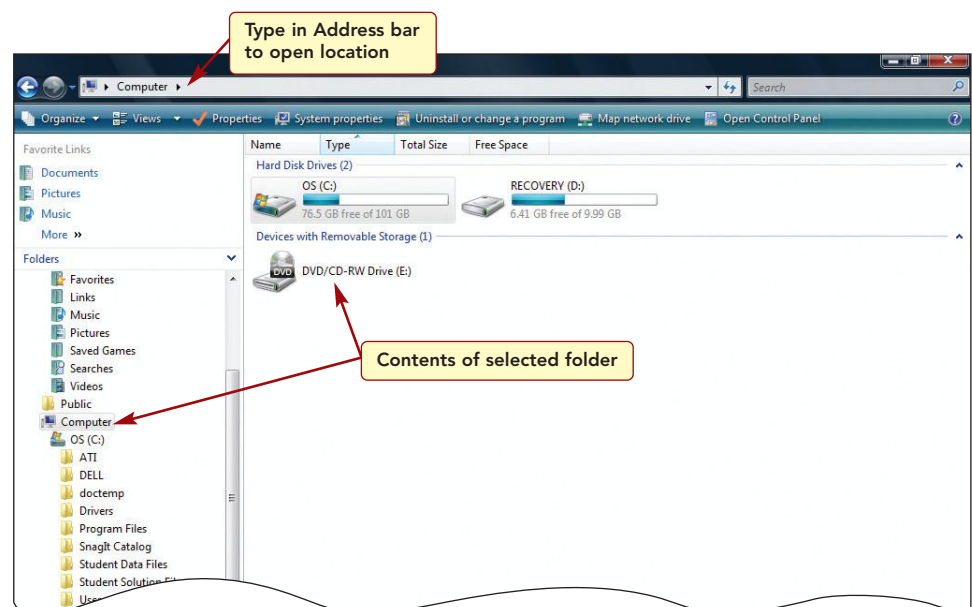 Type in Address bar
to open location
Computer
Search
Organize Views Properties System properties Uninstall or change a program Map network drive Open Control Panel
Favorite Links
Documents
Pictures
Music
More »
Folders
Favorites
Links
Music
Pictures
Saved Games
Searches
Videos
Public
Computer
OS (C:)
ATI
DELL
doctemp
Drivers
Program Files
SnagIt Catalog
Student Data Files
Student Solution
Name Type Total Size Free Space
Hard Disk Drives (2)
OS (C:)
76.5 GB free of 101 GB
RECOVERY (D:)
6.41 GB free of 9.99 GB
Devices with Removable Storage (1)
DVD
DVD/CD-RW Drive (E:)
Contents of selected folder